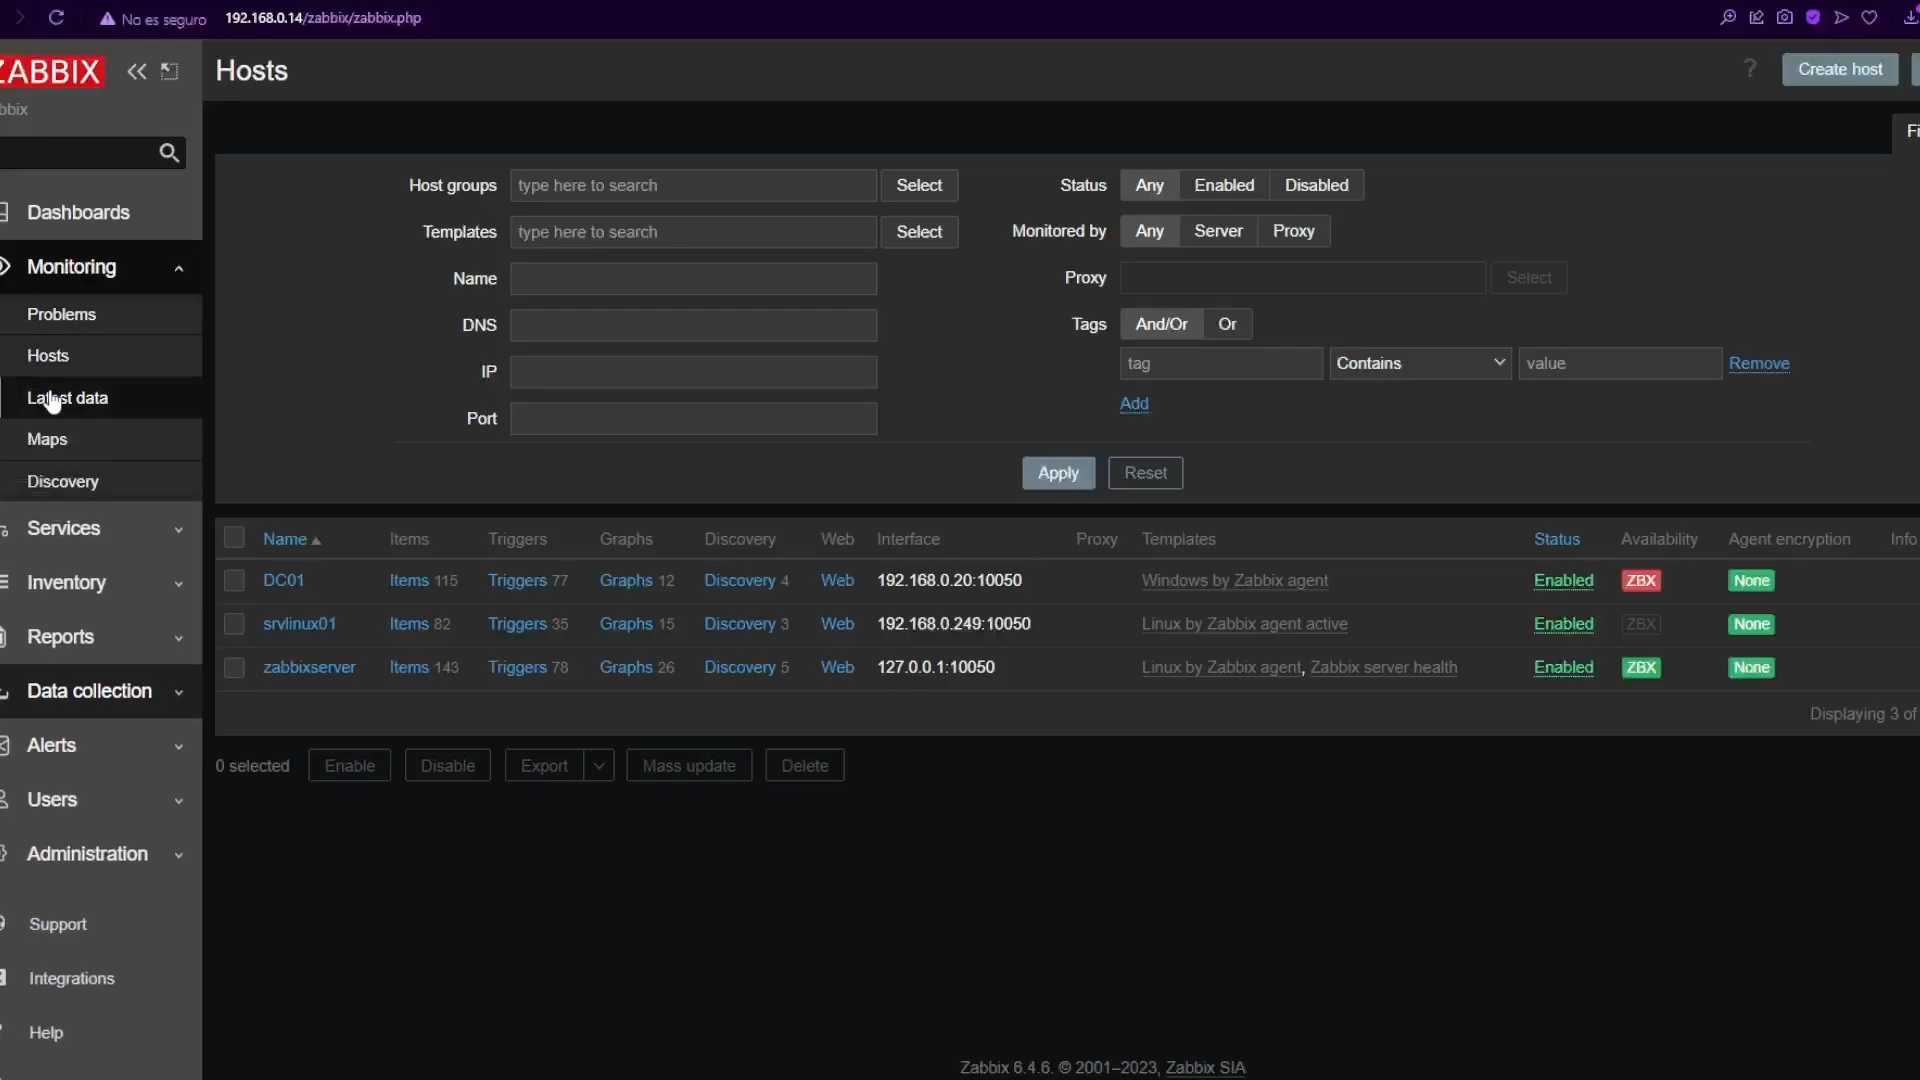 No es seguro 192.168.0.14/zabbix/zabbix.php
ZABBIX
bbix
Dashboards
Monitoring
Problems
Hosts
Latest data
Maps
Discovery
Services
Inventory
Reports
Data collection
Alerts
Users
Administration
Support
Integrations
Help
Hosts
? Create host
Fi
Host groups type here to search Select
Templates type here to search Select
Name
DNS
IP
Port
Status Any Enabled Disabled
Monitored by Any Server Proxy
Proxy Select
Tags And/Or Or
tag Contains value Remove
Add
Apply Reset
Name Items Triggers Graphs Discovery Web Interface Proxy Templates Status Availability Agent encryption Info
DC01 Items 115 Triggers 77 Graphs 12 Discovery 4 Web 192.168.0.20:10050 Windows by Zabbix agent Enabled ZBX None
srvlinux01 Items 82 Triggers 35 Graphs 15 Discovery 3 Web 192.168.0.249:10050 Linux by Zabbix agent active Enabled ZBX None
zabbixserver Items 143 Triggers 78 Graphs 26 Discovery 5 Web 127.0.0.1:10050 Linux by Zabbix agent, Zabbix server health Enabled ZBX None
Displaying 3 of
0 selected Enable Disable Export Mass update Delete
Zabbix 6.4.6. © 2001–2023, Zabbix SIA